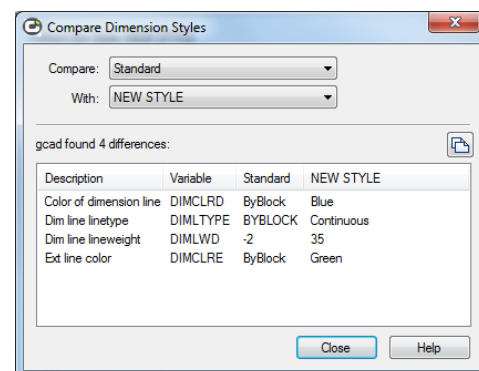 Compare Dimension Styles
Compare: Standard
With: NEW STYLE
gcad found 4 differences:
Description Variable Standard NEW STYLE
Color of dimension line DIMCLRD ByBlock Blue
Dim line linetype DIMLTYPE BYBLOCK Continuous
Dim line lineweight DIMLWD -2 35
Ext line color DIMCLRE ByBlock Green
Close Help